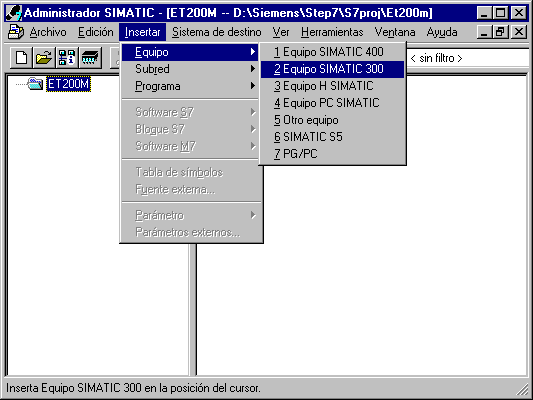 Administrador SIMATIC - [ET200M -- D:\Siemens\Step7\S7proj\Et200m]
Archivo Edición Insertar Sistema de destino Ver Herramientas Ventana Ayuda
< sin filtro >
ET200M
Equipo
Subred
Programa
Software S7
Bloque S7
Software M7
Tabla de símbolos
Fuente externa...
Parámetro
Parámetros externos...
1 Equipo SIMATIC 400
2 Equipo SIMATIC 300
3 Equipo H SIMATIC
4 Equipo PC SIMATIC
5 Otro equipo
6 SIMATIC S5
7 PG/PC
Inserta Equipo SIMATIC 300 en la posición del cursor.